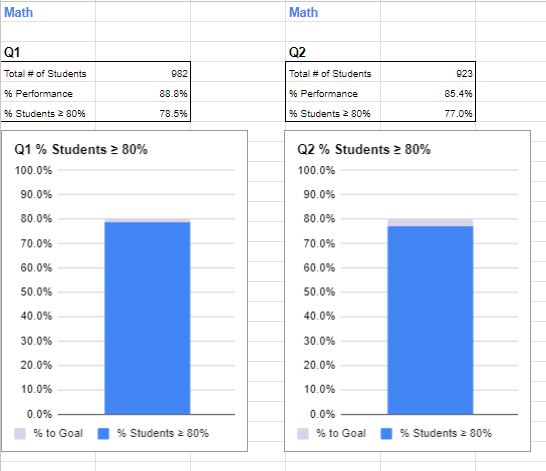 Math
Q1
Total # of Students 982
% Performance 88.8%
% Students ≥ 80% 78.5%
Q1 % Students ≥ 80%
100.0%
90.0%
80.0%
70.0%
60.0%
50.0%
40.0%
30.0%
20.0%
10.0%
0.0%
% to Goal % Students ≥ 80%
Math
Q2
Total # of Students 923
% Performance 85.4%
% Students ≥ 80% 77.0%
Q2 % Students ≥ 80%
100.0%
90.0%
80.0%
70.0%
60.0%
50.0%
40.0%
30.0%
20.0%
10.0%
0.0%
% to Goal % Students ≥ 80%